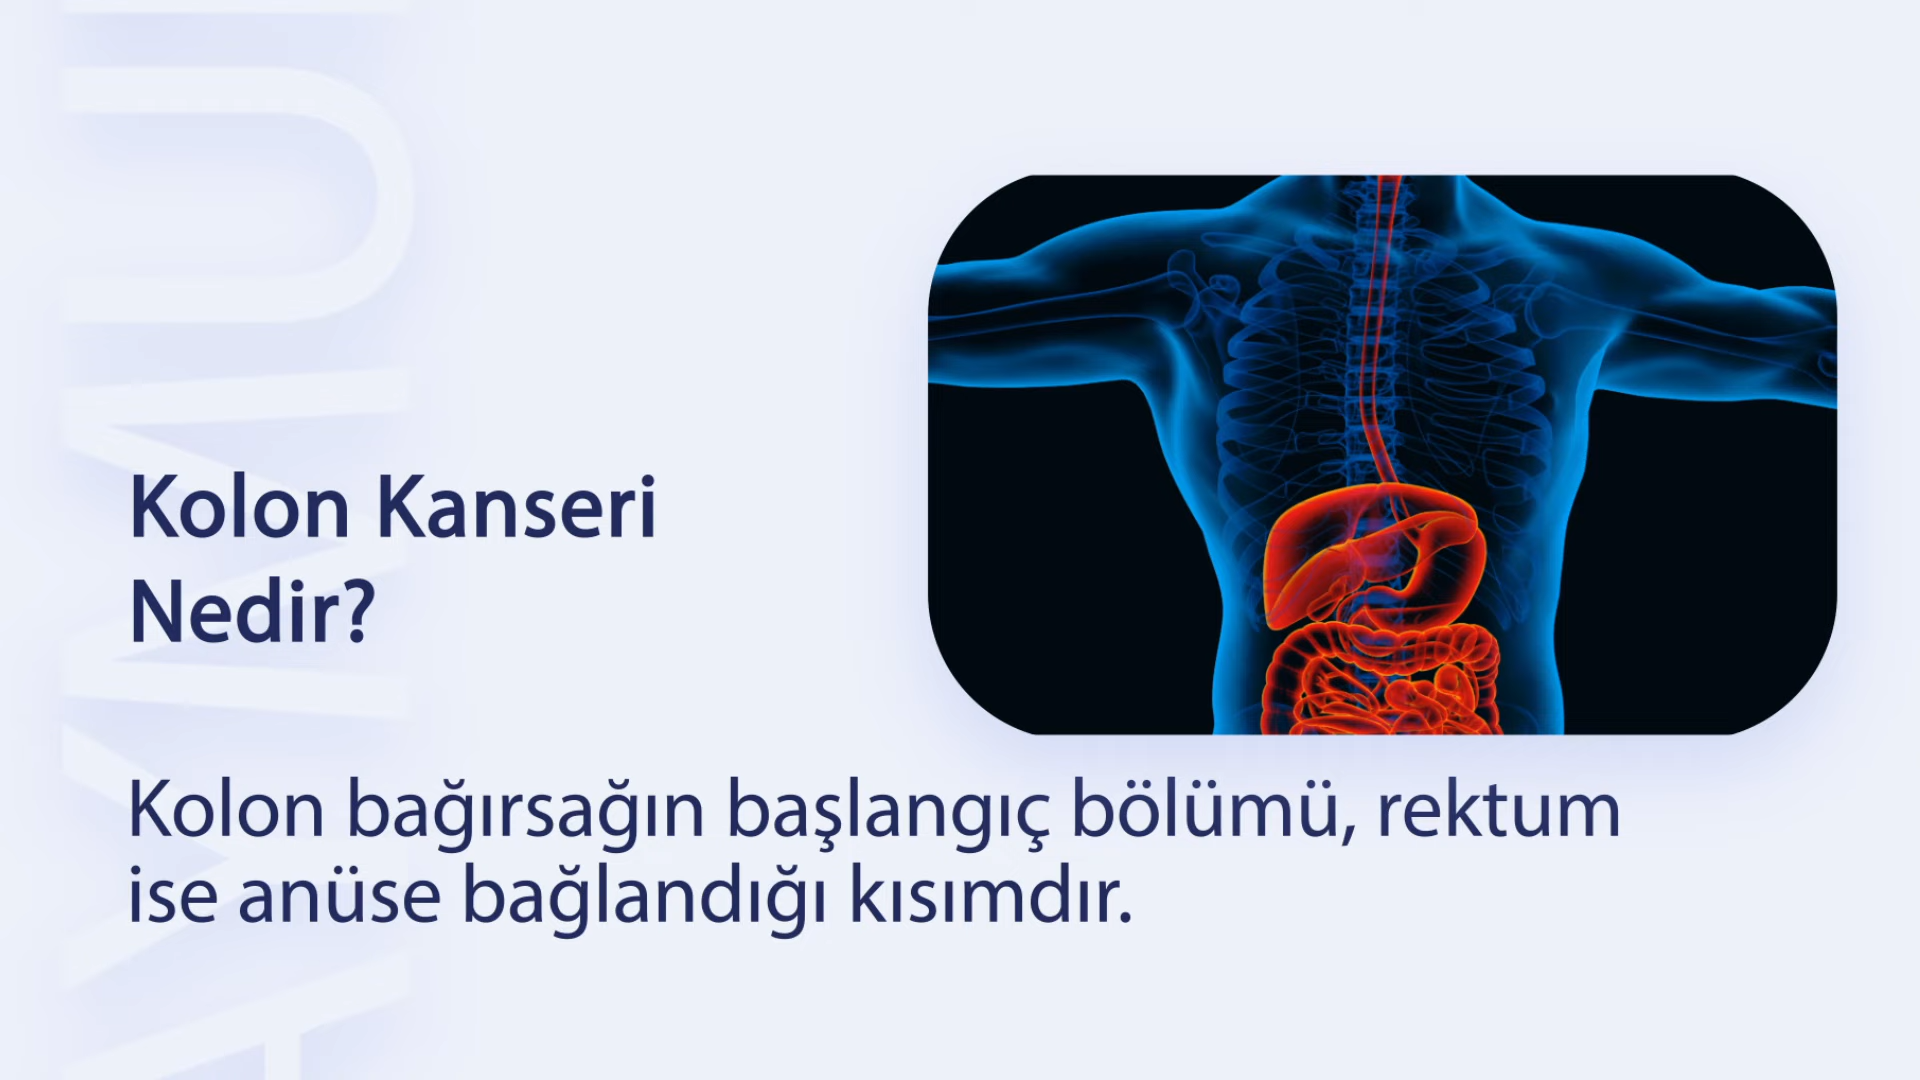 Kolon Kanseri
Nedir?
Kolon bağırsağın başlangıç bölümü, rektum
ise anüse bağlandığı kısımdır.